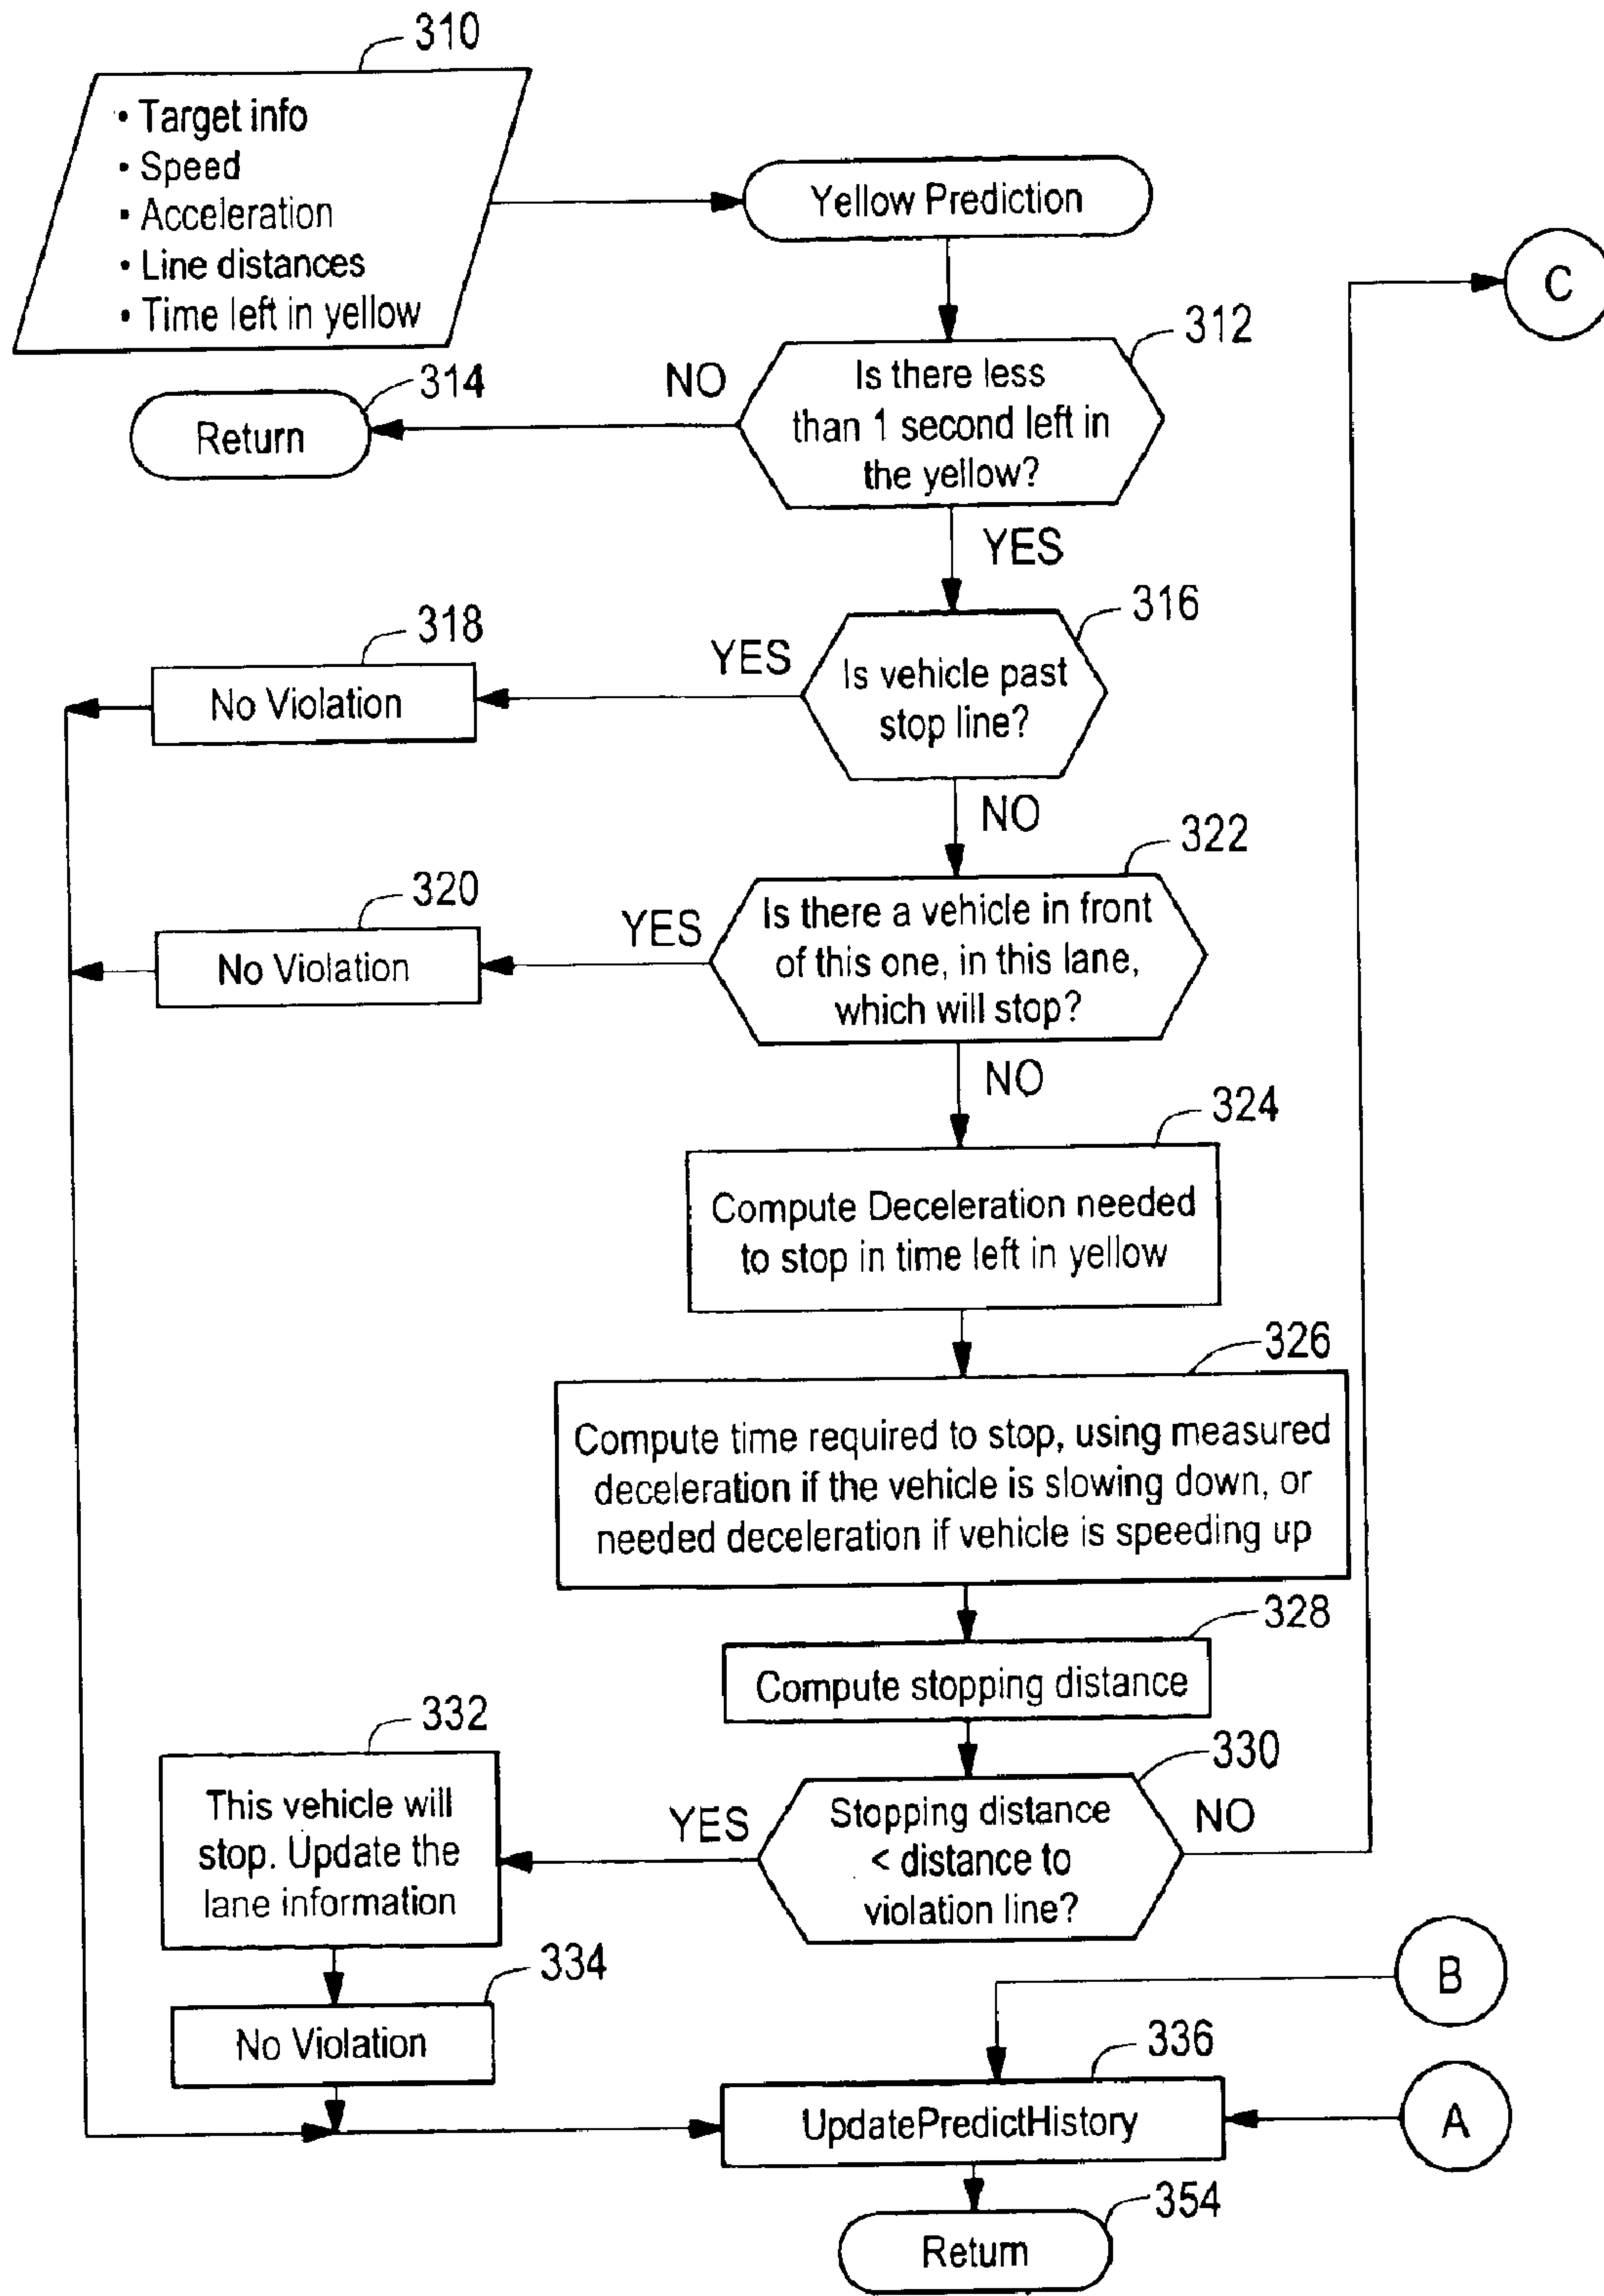 310
• Target info
• Speed
• Acceleration
• Line distances
• Time left in yellow
Yellow Prediction
C
312
Is there less
than 1 second left in
the yellow?
NO
314
Return
YES
316
Is vehicle past
stop line?
YES
318
No Violation
NO
322
Is there a vehicle in front
of this one, in this lane,
which will stop?
YES
320
No Violation
NO
324
Compute Deceleration needed
to stop in time left in yellow
326
Compute time required to stop, using measured
deceleration if the vehicle is slowing down, or
needed deceleration if vehicle is speeding up
328
Compute stopping distance
330
Stopping distance
< distance to
violation line?
NO
YES
332
This vehicle will
stop. Update the
lane information
334
No Violation
B
336
UpdatePredictHistory
A
354
Return